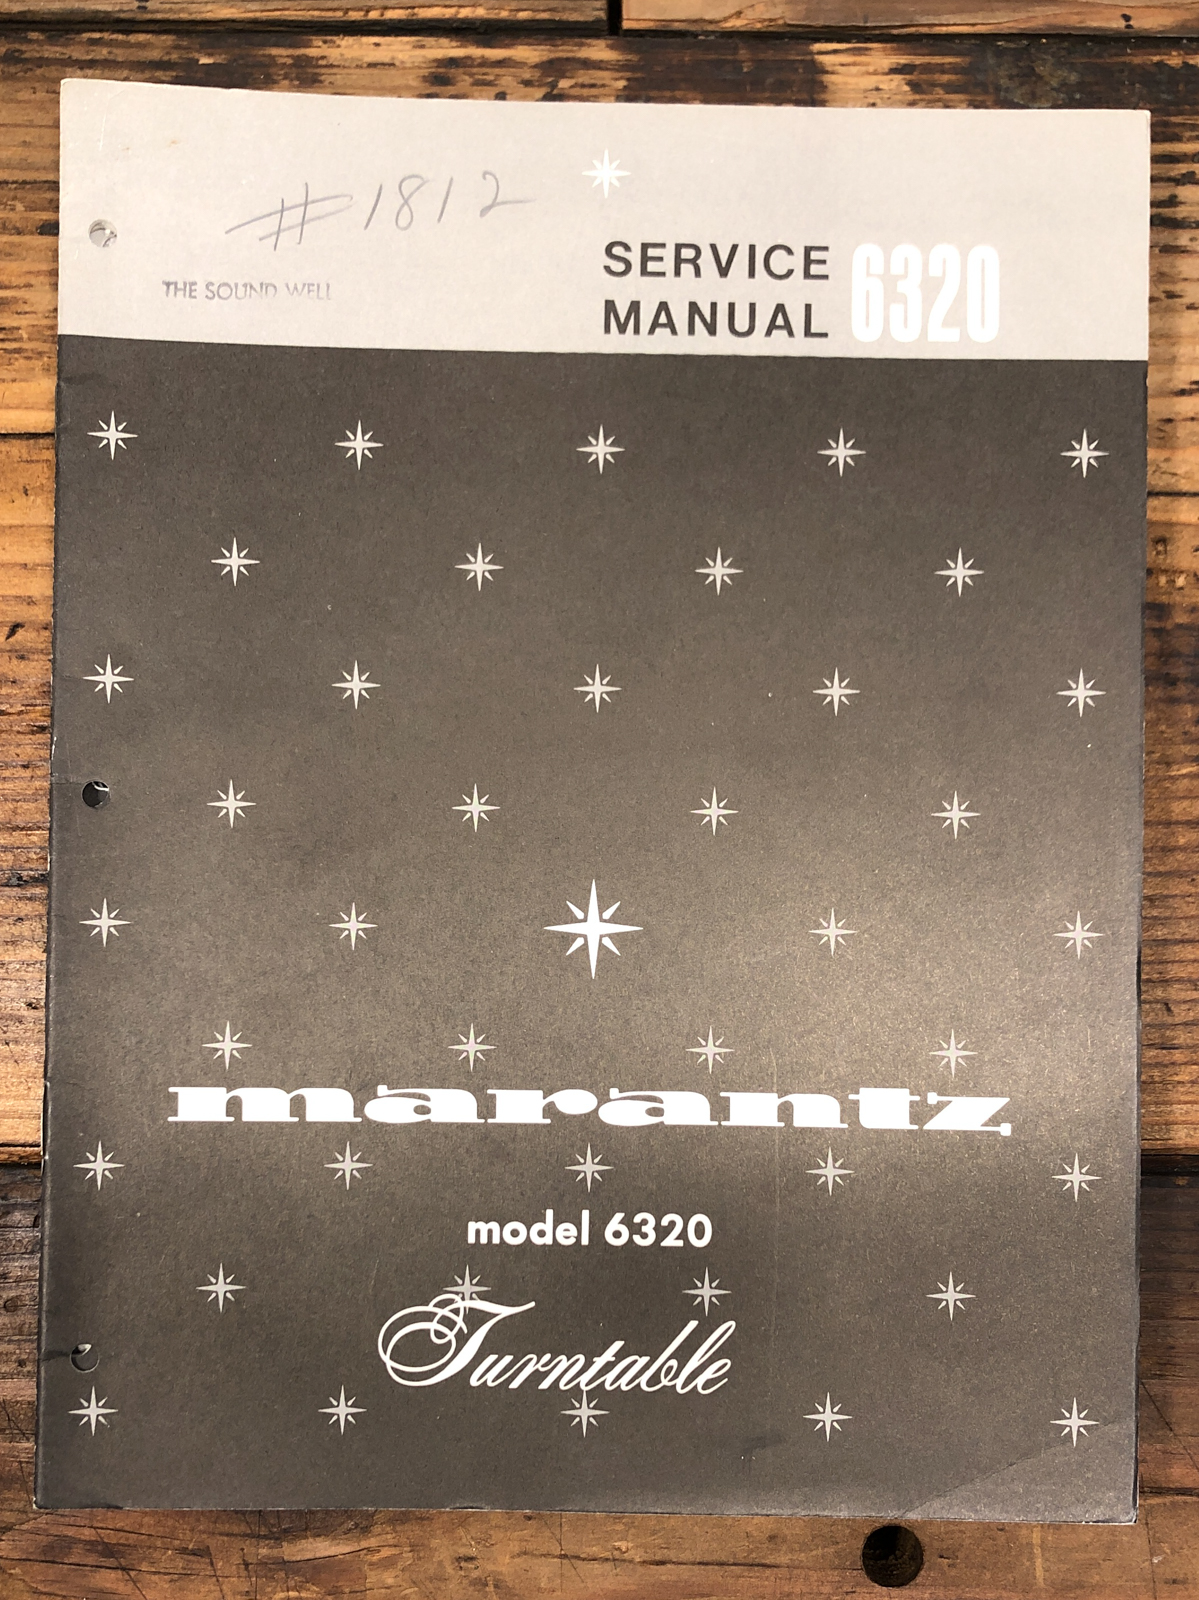 #1812
THE SOUND WELL
SERVICE
MANUAL 6320
marantz
model 6320
Turntable